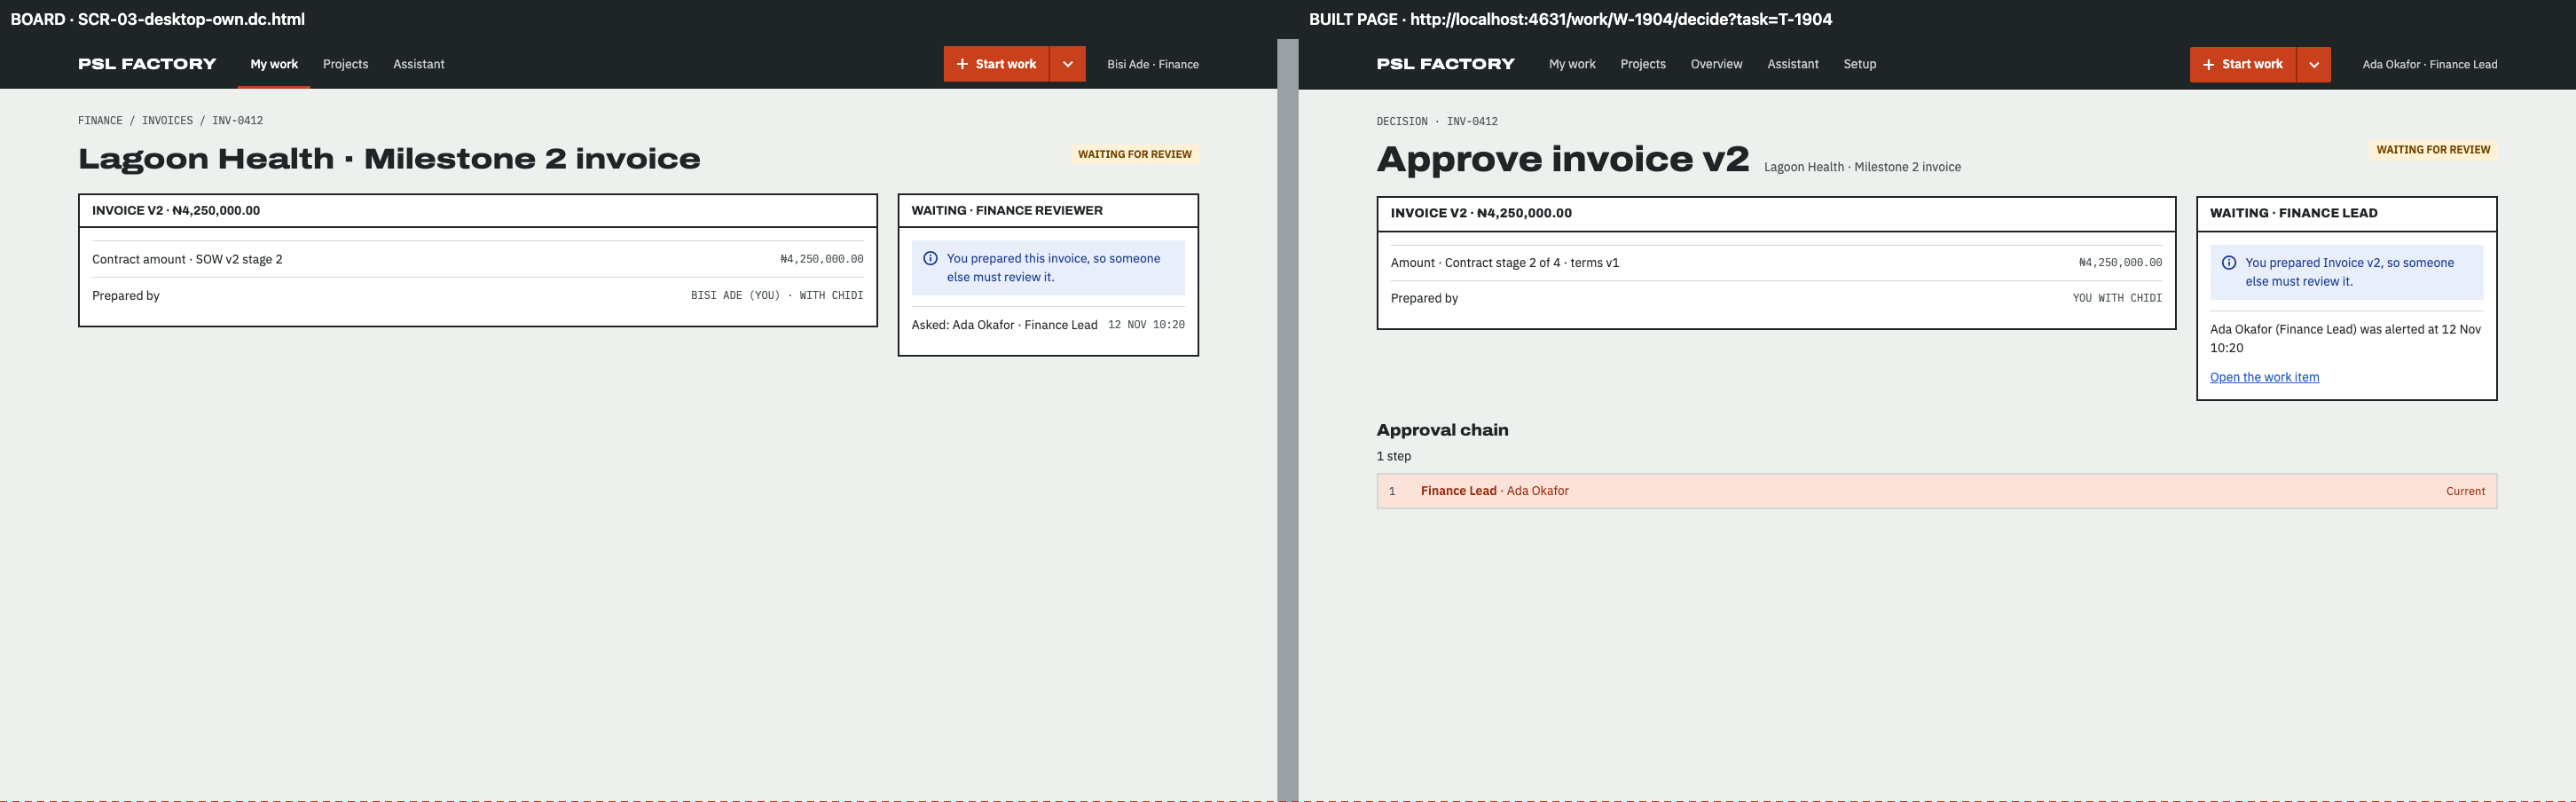 BOARD · SCR-03-desktop-own.dc.html
PSL FACTORY
My work
Projects
Assistant
+ Start work
Bisi Ade · Finance
FINANCE / INVOICES / INV-0412
Lagoon Health · Milestone 2 invoice
WAITING FOR REVIEW
INVOICE V2 · ₦4,250,000.00
Contract amount · SOW v2 stage 2
₦4,250,000.00
Prepared by
BISI ADE (YOU) · WITH CHIDI
WAITING · FINANCE REVIEWER
You prepared this invoice, so someone
else must review it.
Asked: Ada Okafor · Finance Lead
12 NOV 10:20
BUILT PAGE · http://localhost:4631/work/W-1904/decide?task=T-1904
PSL FACTORY
My work
Projects
Overview
Assistant
Setup
+ Start work
Ada Okafor · Finance Lead
DECISION · INV-0412
Approve invoice v2
Lagoon Health · Milestone 2 invoice
WAITING FOR REVIEW
INVOICE V2 · ₦4,250,000.00
Amount · Contract stage 2 of 4 · terms v1
₦4,250,000.00
Prepared by
YOU WITH CHIDI
WAITING · FINANCE LEAD
You prepared Invoice v2, so someone
else must review it.
Ada Okafor (Finance Lead) was alerted at 12 Nov
10:20
Open the work item
Approval chain
1 step
1
Finance Lead · Ada Okafor
Current